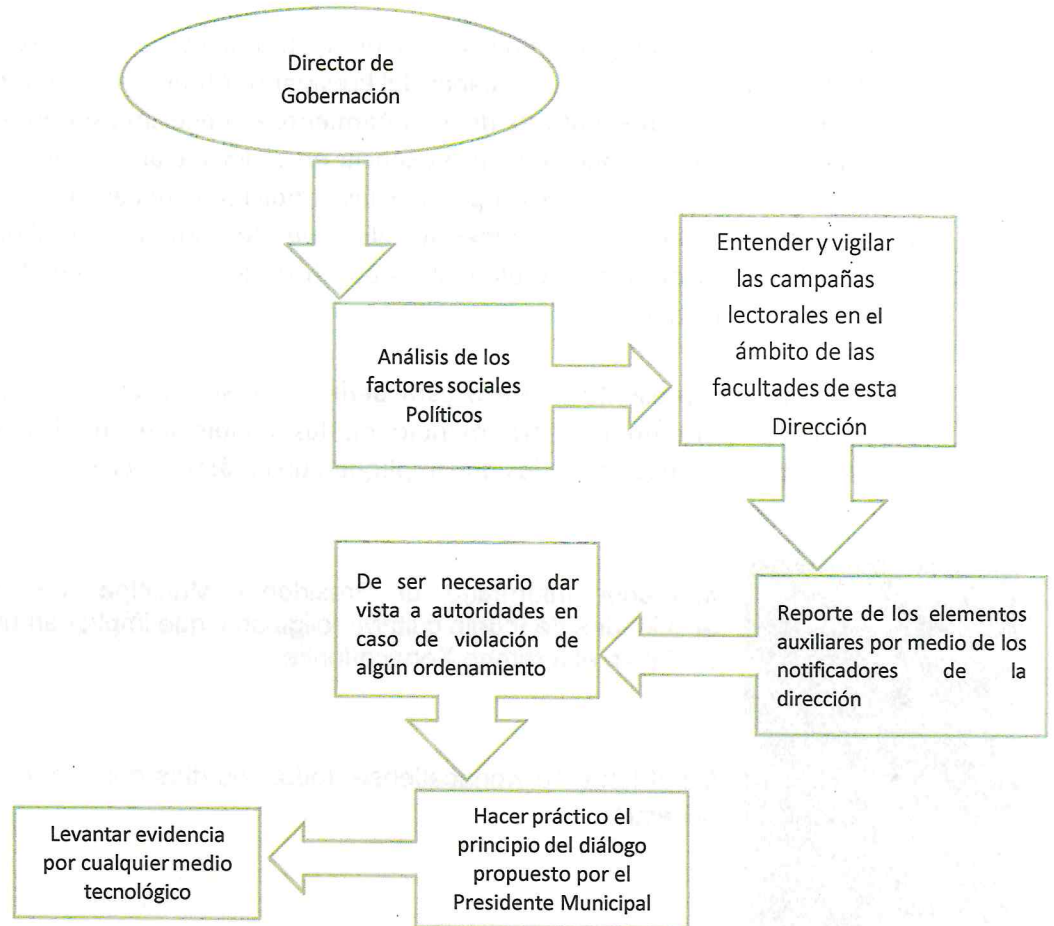 Director de
Gobernación
Análisis de los
factores sociales
Políticos
Entender y vigilar
las campañas
lectorales en el
ámbito de las
facultades de esta
Dirección
Reporte de los elementos
auxiliares por medio de los
notificadores de la
dirección
De ser necesario dar
vista a autoridades en
caso de violación de
algún ordenamiento
Hacer práctico el
principio del diálogo
propuesto por el
Presidente Municipal
Levantar evidencia
por cualquier medio
tecnológico